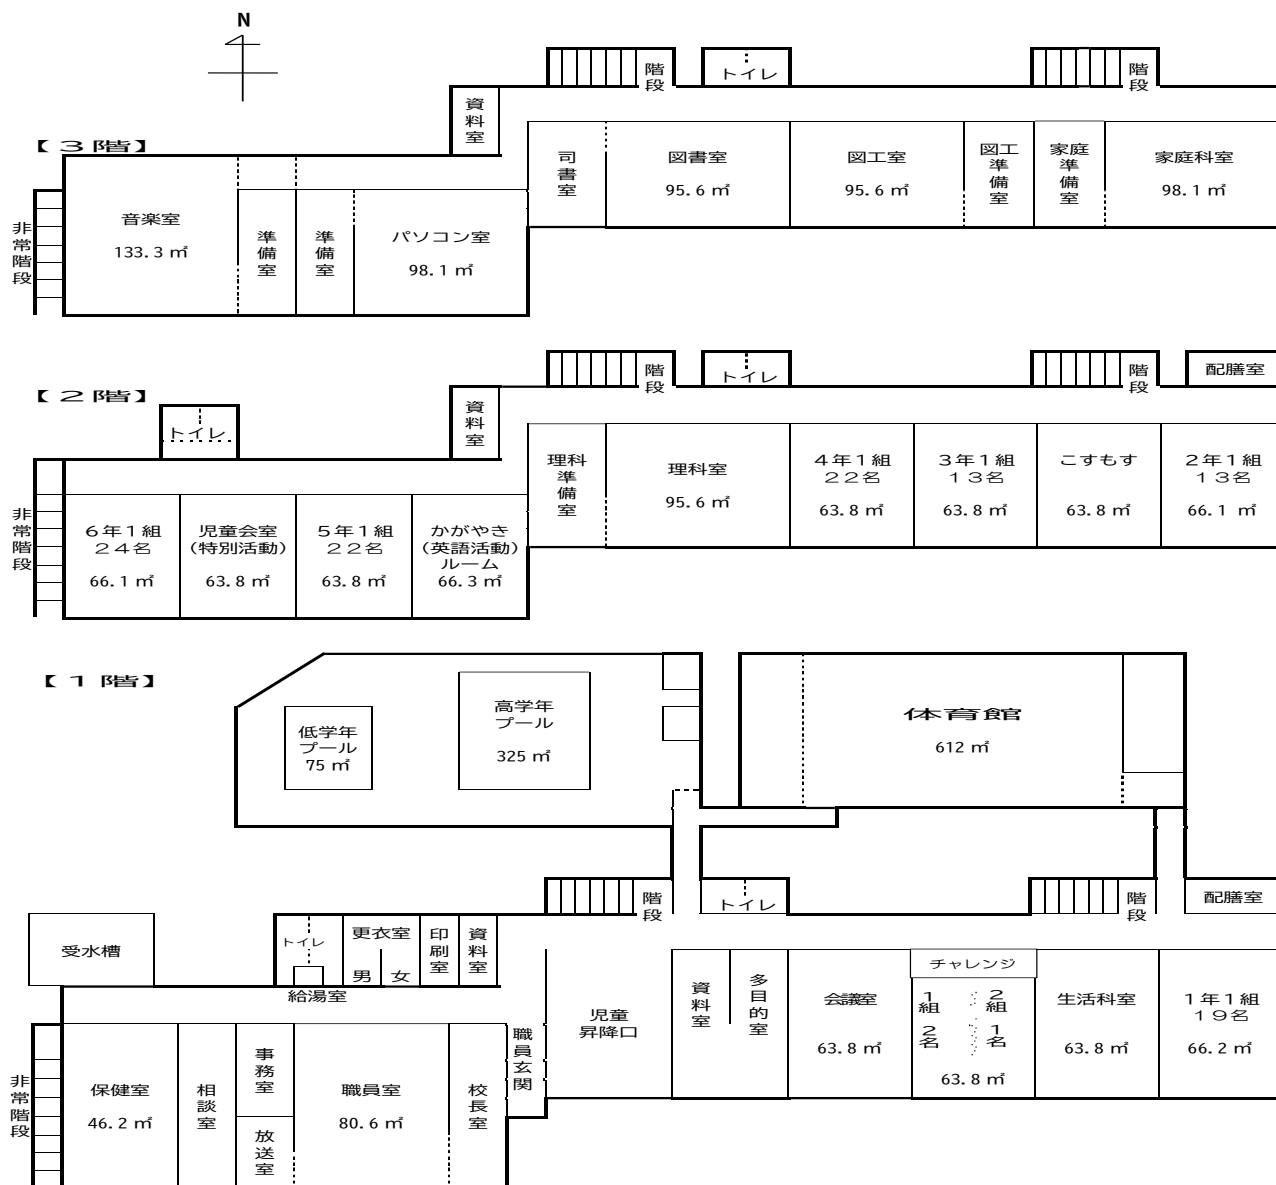 N
【３階】
非常階段
音楽室
133.3 ㎡
準備室
準備室
パソコン室
98.1 ㎡
資料室
司書室
階段
トイレ
図書室
95.6 ㎡
図工室
95.6 ㎡
図工準備室
家庭準備室
階段
家庭科室
98.1 ㎡
【２階】
非常階段
トイレ
６年１組
２４名
66.1 ㎡
児童会室
（特別活動）
63.8 ㎡
５年１組
２２名
63.8 ㎡
かがやき
（英語活動）
ルーム
66.3 ㎡
資料室
理科準備室
階段
トイレ
理科室
95.6 ㎡
４年１組
２２名
63.8 ㎡
３年１組
１３名
63.8 ㎡
階段
こすもす
63.8 ㎡
配膳室
２年１組
１３名
66.1 ㎡
【１階】
低学年
プール
75 ㎡
高学年
プール
325 ㎡
体育館
612 ㎡
受水槽
トイレ
給湯室
更衣室
男
女
印刷室
資料室
階段
トイレ
階段
配膳室
非常階段
保健室
46.2 ㎡
相談室
事務室
放送室
職員室
80.6 ㎡
校長室
職員玄関
児童
昇降口
資料室
多目的室
会議室
63.8 ㎡
チャレンジ
１組
２名
２組
１名
63.8 ㎡
生活科室
63.8 ㎡
１年１組
１９名
66.2 ㎡